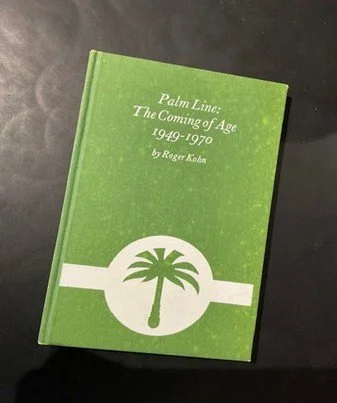 Palm Line:
The Coming of Age
1949-1970
by Roger Kohn